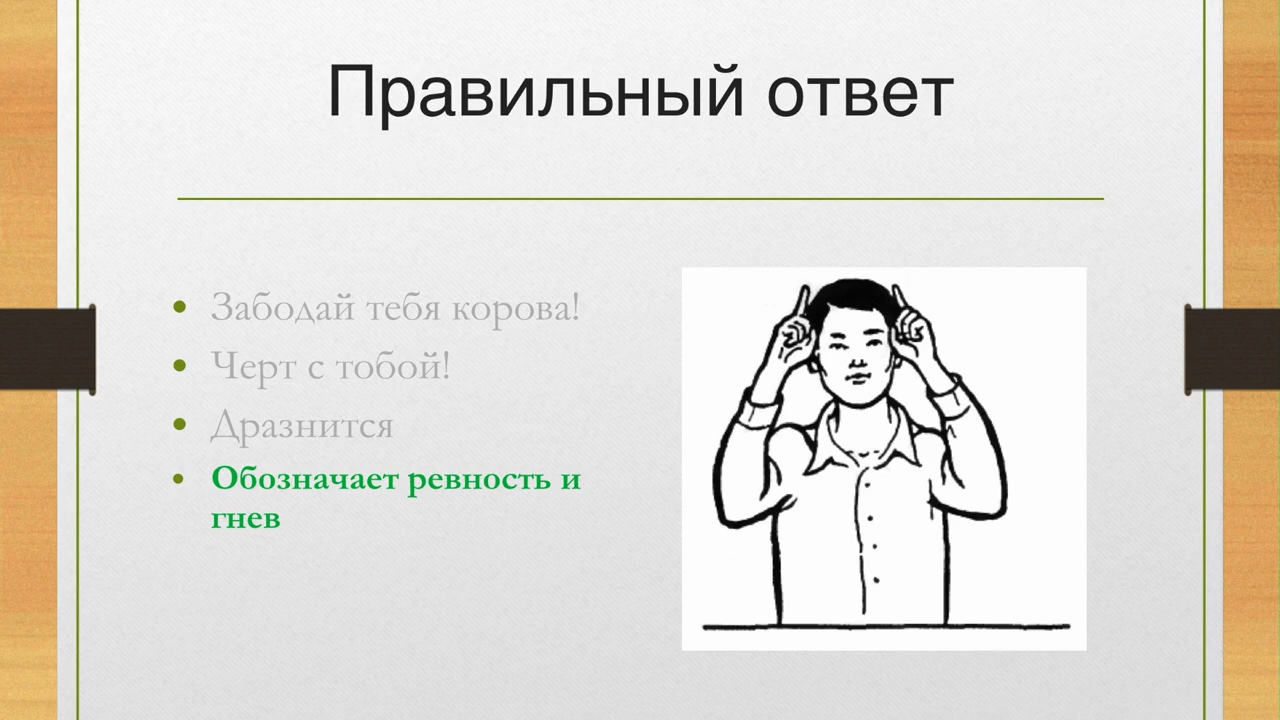 Правильный ответ
Забодай тебя корова!
Черт с тобой!
Дразнится
Обозначает ревность и
гнев